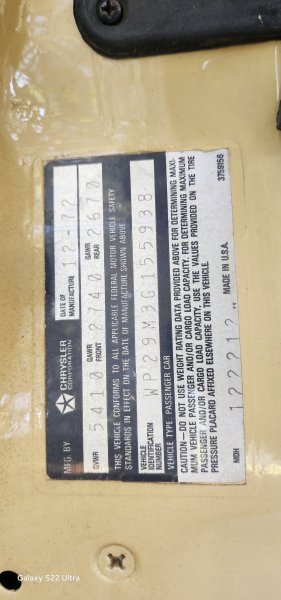 MFG BY CHRYSLER CORPORATION DATE OF MANUFACTURE 12-72
GVWR 5410 GAWR FRONT 2740 GAWR REAR 2670
THIS VEHICLE CONFORMS TO ALL APPLICABLE FEDERAL MOTOR VEHICLE SAFETY
STANDARDS IN EFFECT ON THE DATE OF MANUFACTURE SHOWN ABOVE
VEHICLE IDENTIFICATION NUMBER WP29M3G155938
VEHICLE TYPE: PASSENGER CAR
CAUTION—DO NOT USE WEIGHT RATING DATA PROVIDED ABOVE FOR DETERMINING MAXI-
MUM VEHICLE PASSENGER AND/OR CARGO LOAD CAPACITY. FOR DETERMINING MAXIMUM
PASSENGER AND/OR CARGO LOAD CAPACITY, USE THE VALUES PROVIDED ON THE TIRE
PRESSURE PLACARD AFFIXED ELSEWHERE ON THIS VEHICLE
MDH 122212 MADE IN U.S.A. 3759156
Galaxy S22 Ultra